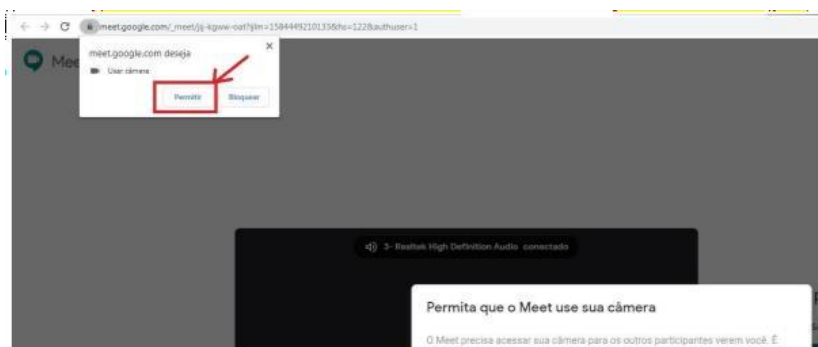 meet.google.com/_meet/jij-kgww-oat?ijlm=1584449210133&hs=122&authuser=1
meet.google.com deseja
Usar câmera
Permitir
Bloquear
Mee
3- Realtek High Definition Audio conectado
Permita que o Meet use sua câmera
O Meet precisa acessar sua câmera para os outros participantes verem você. É